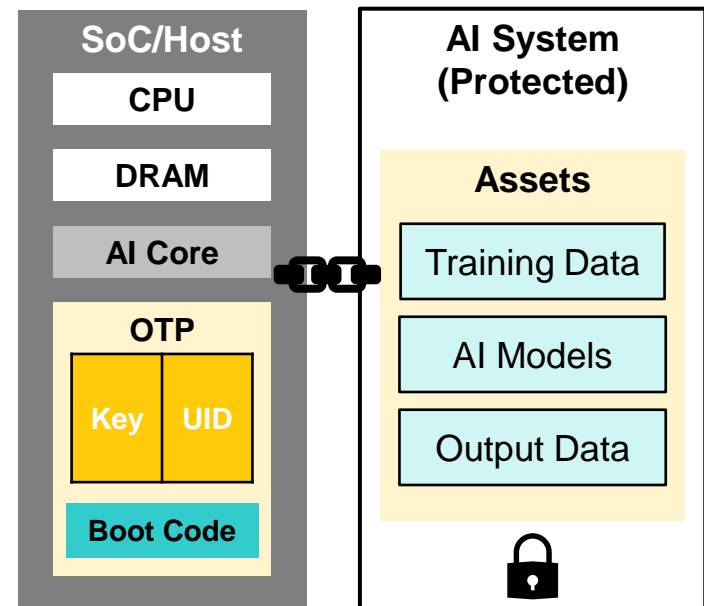 SoC/Host
CPU
DRAM
AI Core
OTP
Key UID
Boot Code
AI System
(Protected)
Assets
Training Data
AI Models
Output Data